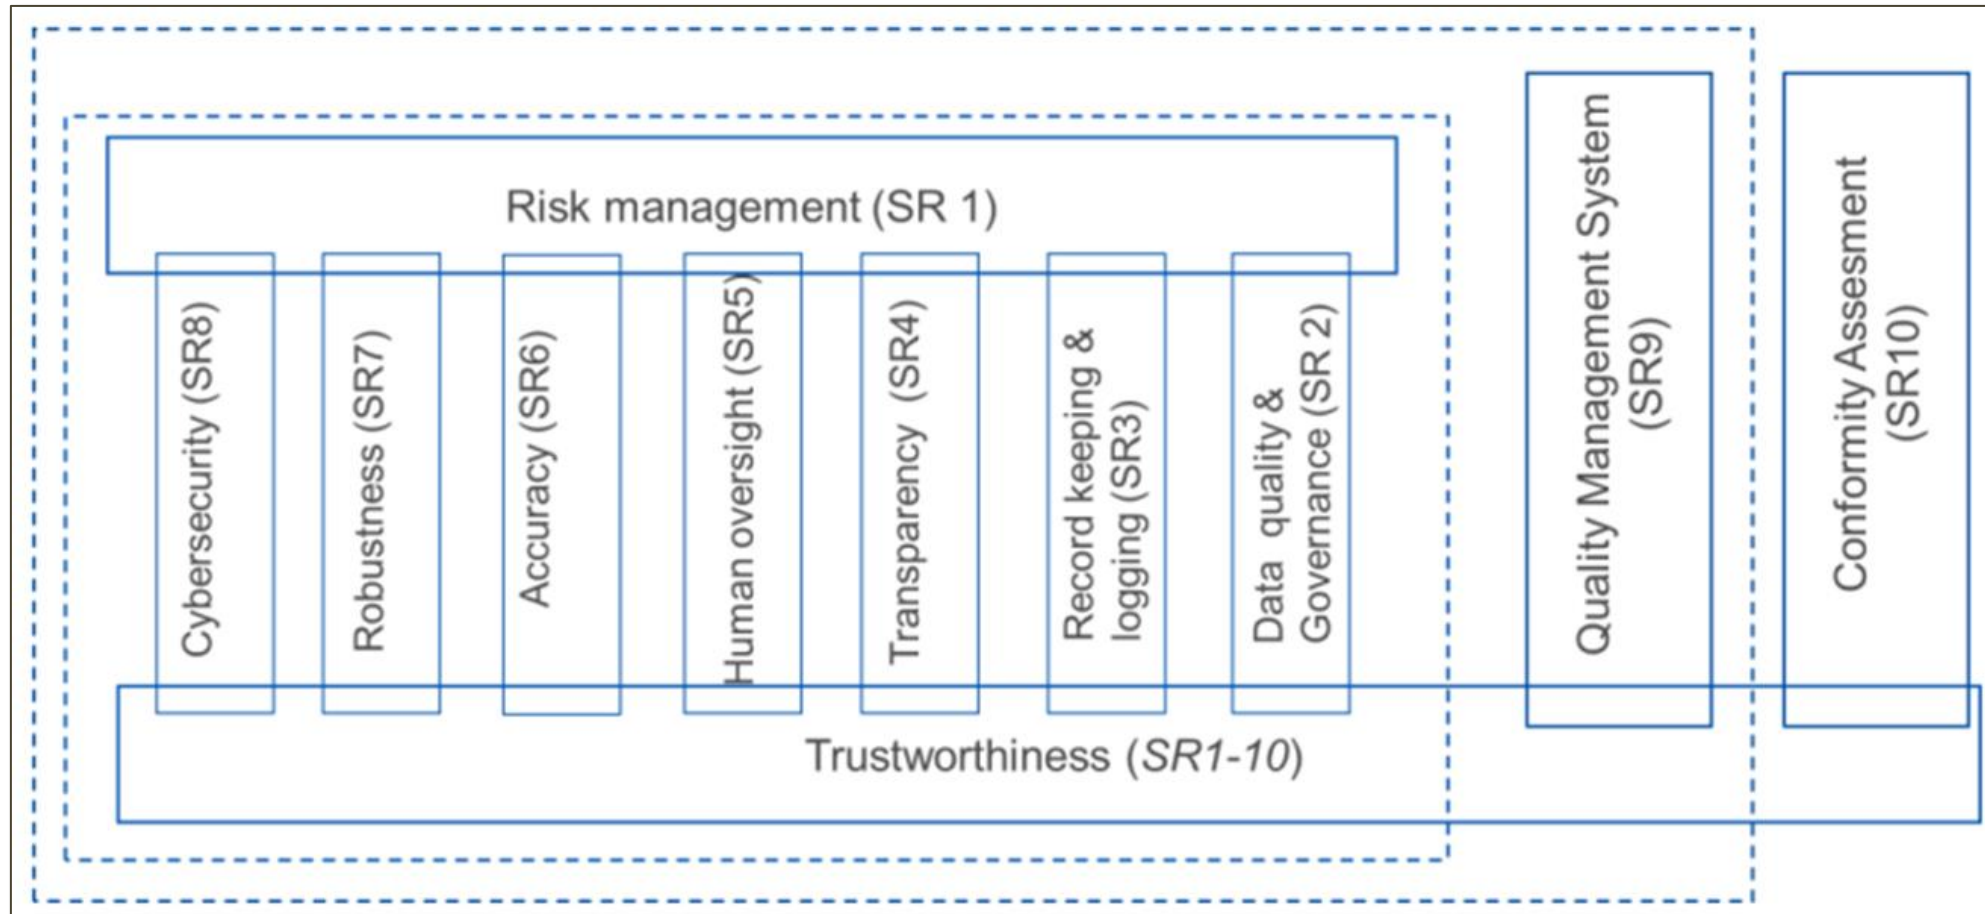 Risk management (SR 1)
Cybersecurity (SR8)
Robustness (SR7)
Accuracy (SR6)
Human oversight (SR5)
Transparency (SR4)
Record keeping &
logging (SR3)
Data quality &
Governance (SR 2)
Quality Management System
(SR9)
Conformity Assessment
(SR10)
Trustworthiness (SR1-10)